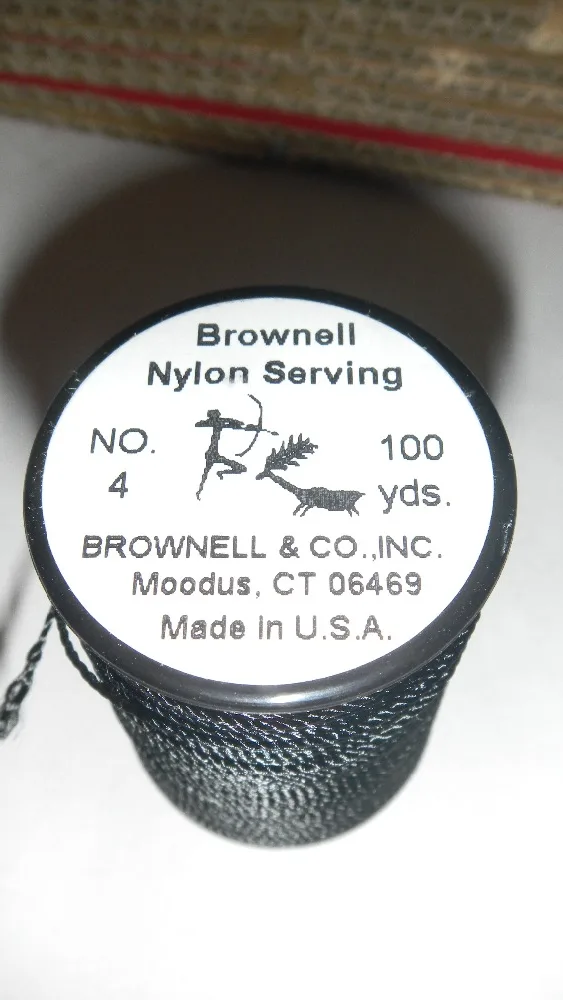 Brownell
Nylon Serving
NO.
4
100
yds.
BROWNELL & CO.,INC.
Moodus, CT 06469
Made in U.S.A.